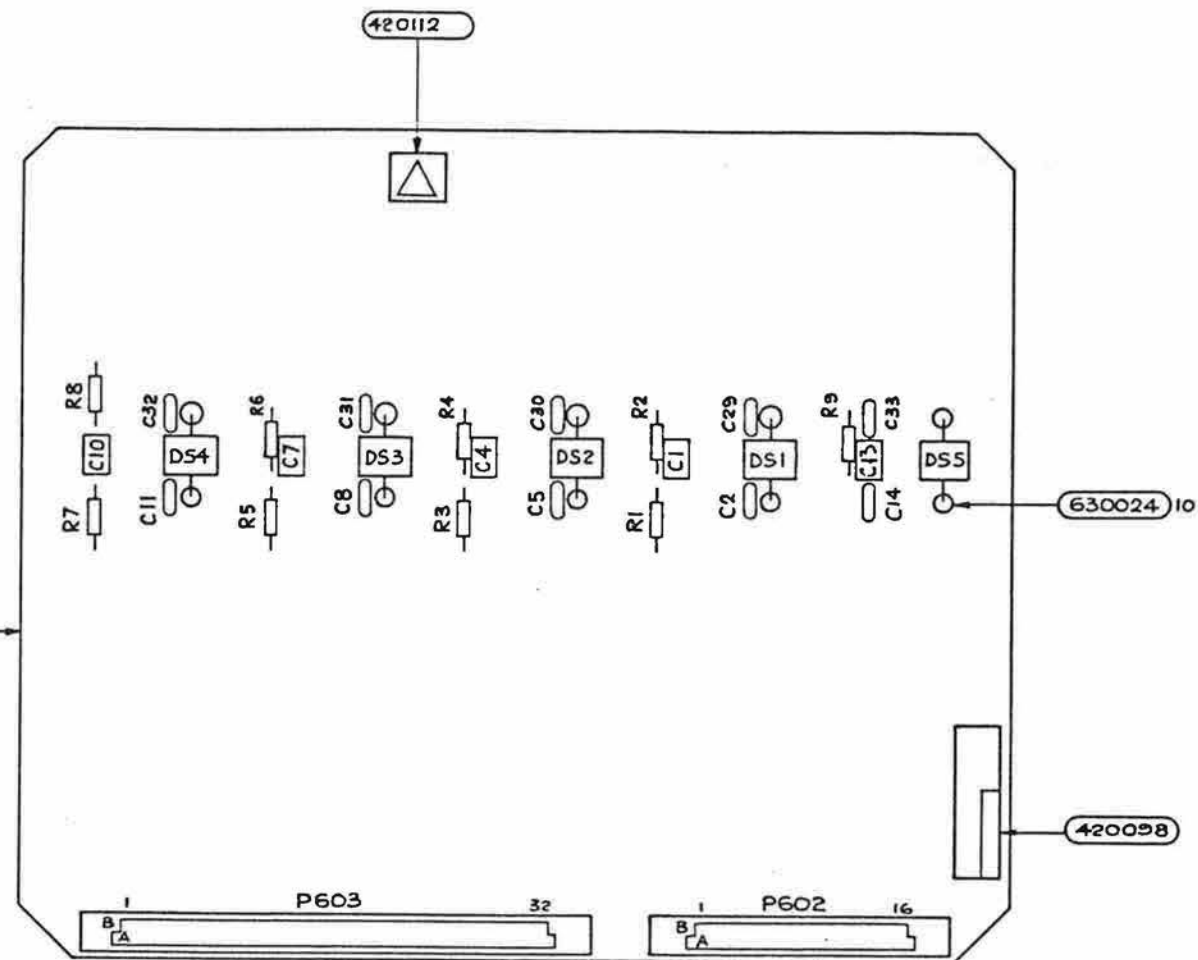 420112
R8
C32
R6
C31
R4
C30
R2
C29
R9
C33
C10
DS4
C7
DS3
C4
DS2
C1
DS1
C13
DS5
R7
C11
R5
C8
R3
C5
R1
C2
C14
630024 10
420098
1 P603 32
B
A
1 P602 16
B
A